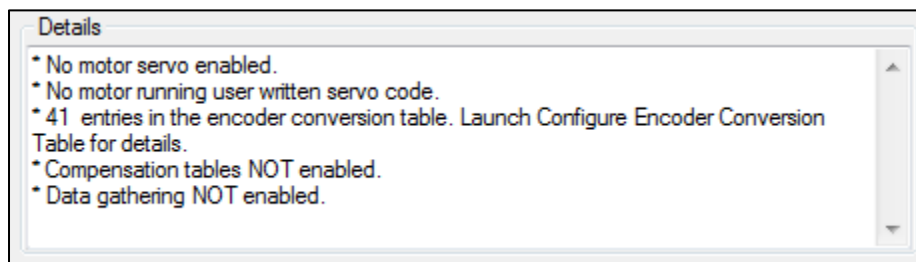 Details
* No motor servo enabled.
* No motor running user written servo code.
* 41  entries in the encoder conversion table. Launch Configure Encoder Conversion
Table for details.
* Compensation tables NOT enabled.
* Data gathering NOT enabled.